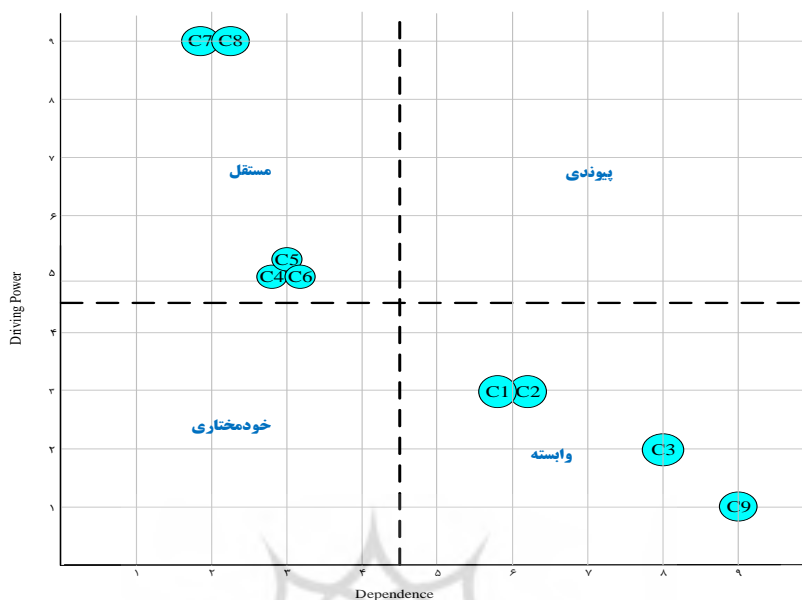 ۹
C7 C8
۸
۷
مستقل
پیوندی
۶
C5
۵
C4 C6
Driving Power
۴
۳
C1 C2
خودمختاری
۲
وابسته
C3
۱
C9
۱ ۲ ۳ ۴ ۵ ۶ ۷ ۸ ۹
Dependence